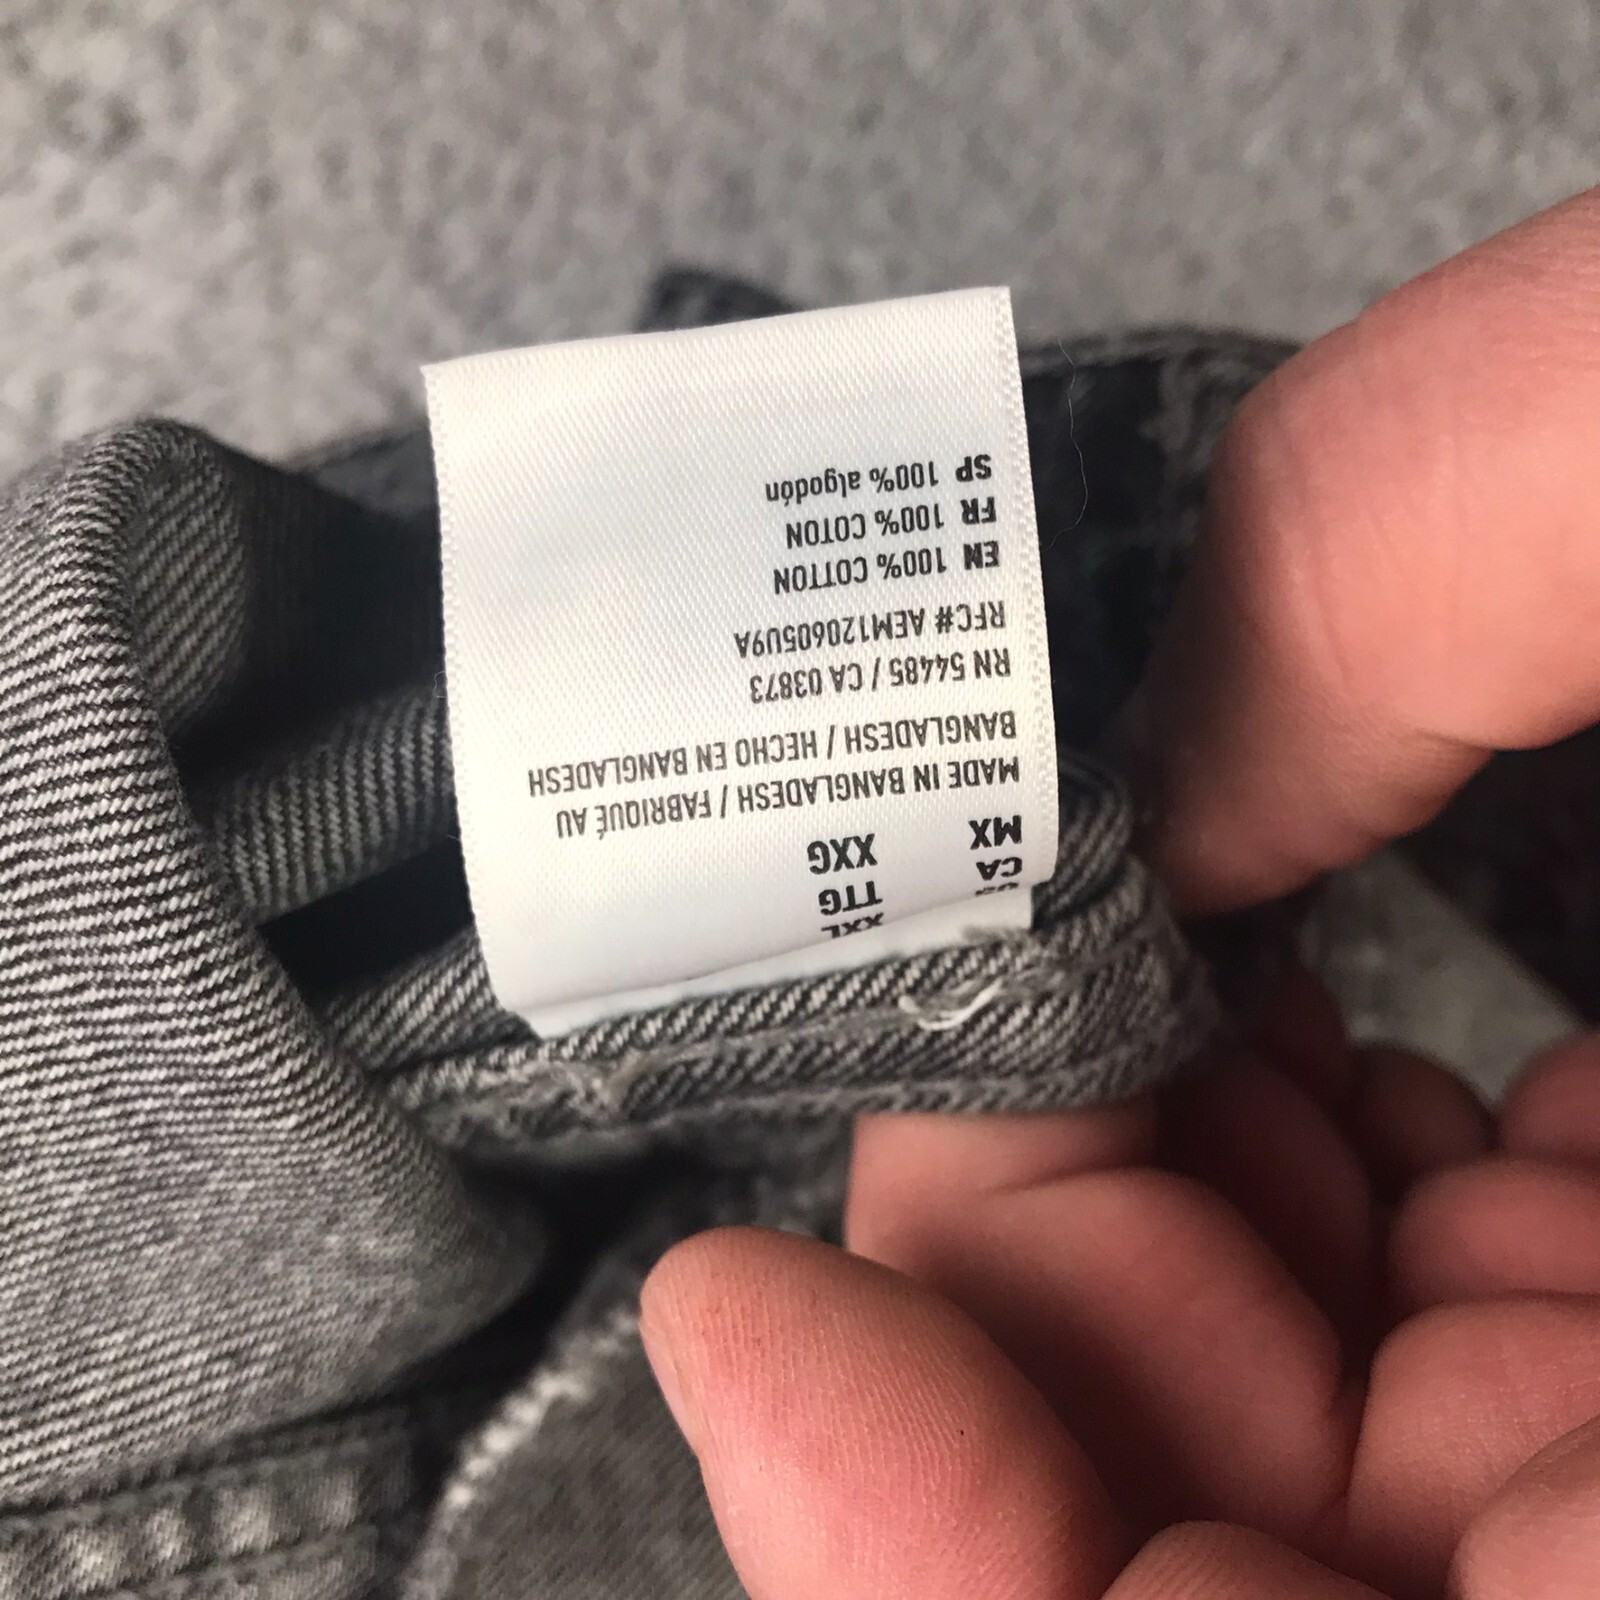 US XXL
CA TTG
MX XXG
MADE IN BANGLADESH / FABRIQUÉ AU
BANGLADESH / HECHO EN BANGLADESH
RN 54485 / CA 03873
RFC# AEM120605U9A
EN 100% COTTON
FR 100% COTON
SP 100% algodón